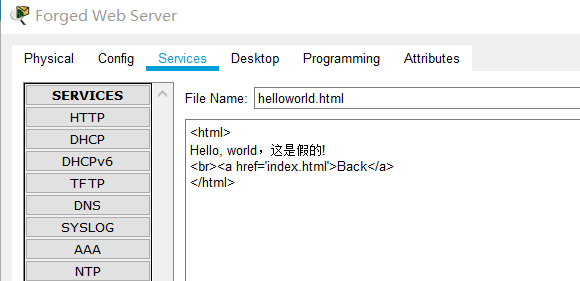 Forged Web Server
Physical Config Services Desktop Programming Attributes
SERVICES
HTTP
DHCP
DHCPv6
TFTP
DNS
SYSLOG
AAA
NTP
File Name: helloworld.html
<html>
Hello, world，这是假的!
<br><a href='index.html'>Back</a>
</html>